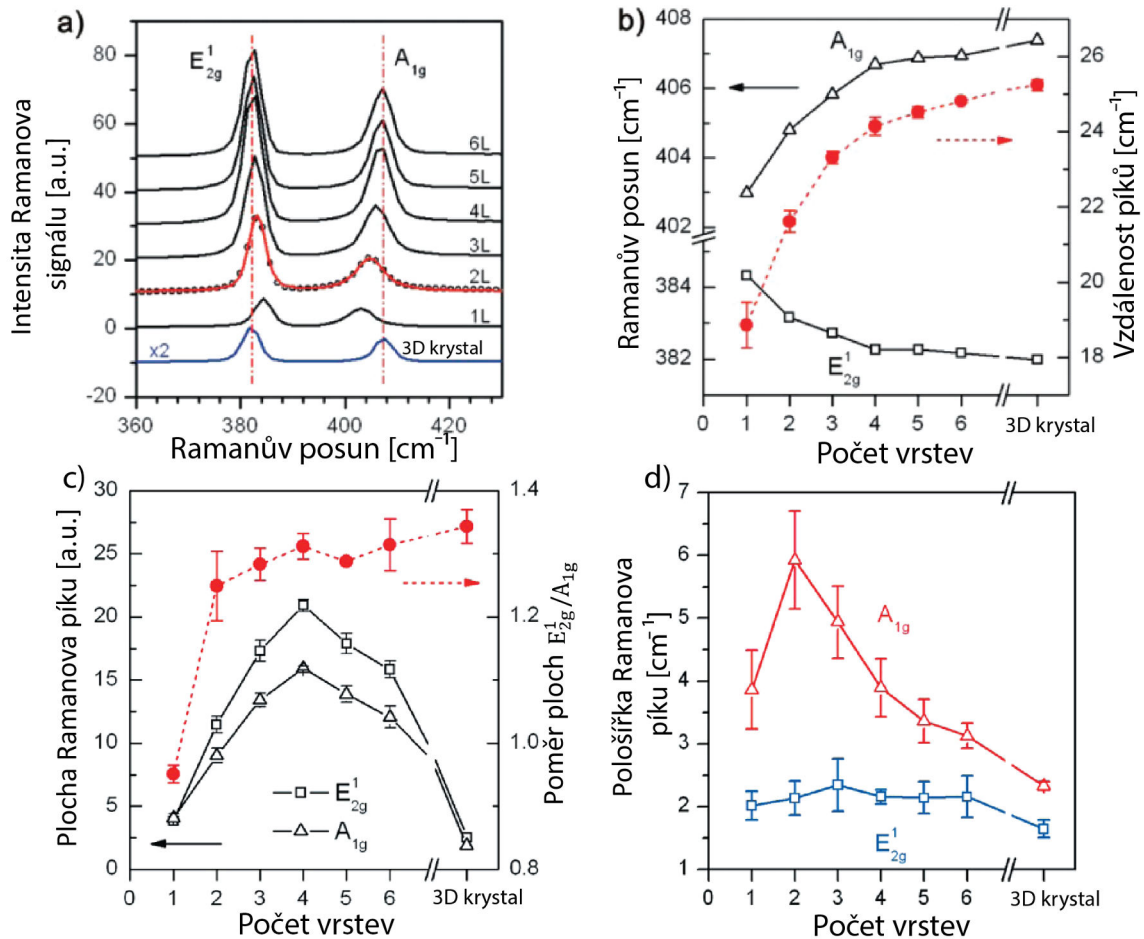 a)
E¹₂g
A₁g
Intensita Ramanova
signálu [a.u.]
80
60
40
20
0
-20
6L
5L
4L
3L
2L
1L
x2
3D krystal
360
380
400
420
Ramanův posun [cm⁻¹]
b)
A₁g
E¹₂g
Ramanův posun [cm⁻¹]
408
406
404
402
384
382
Vzdálenost píků [cm⁻¹]
26
24
22
20
18
0
1
2
3
4
5
6
3D krystal
Počet vrstev
c)
Plocha Ramanova píku [a.u.]
30
25
20
15
10
5
0
Poměr ploch E¹₂g/A₁g
1.4
1.2
1.0
0.8
E¹₂g
A₁g
0
1
2
3
4
5
6
3D krystal
Počet vrstev
d)
Pološířka Ramanova
píku [cm⁻¹]
7
6
5
4
3
2
1
A₁g
E¹₂g
0
1
2
3
4
5
6
3D krystal
Počet vrstev